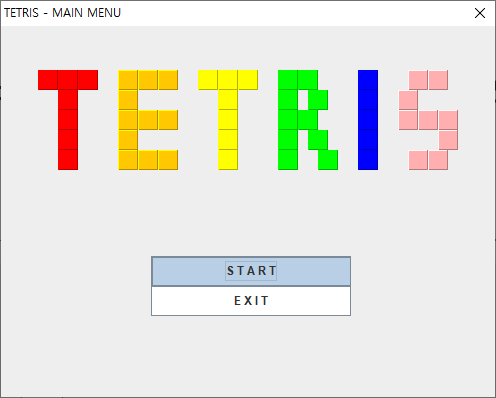 TETRIS - MAIN MENU
TETRIS
START
EXIT